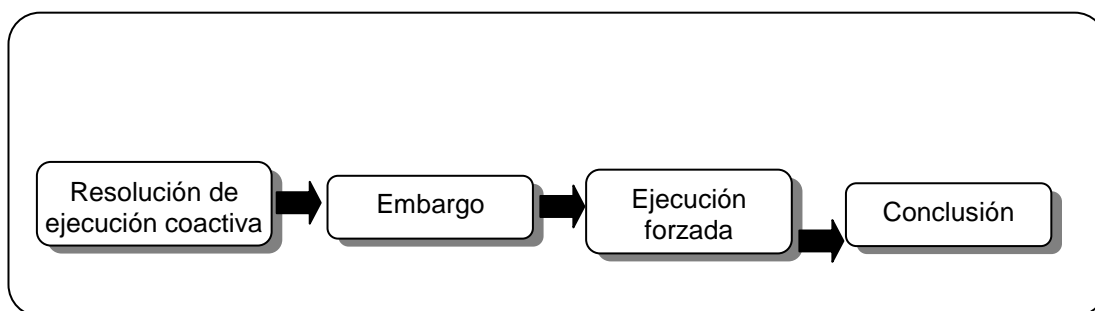 Resolución de
ejecución coactiva
Embargo
Ejecución
forzada
Conclusión